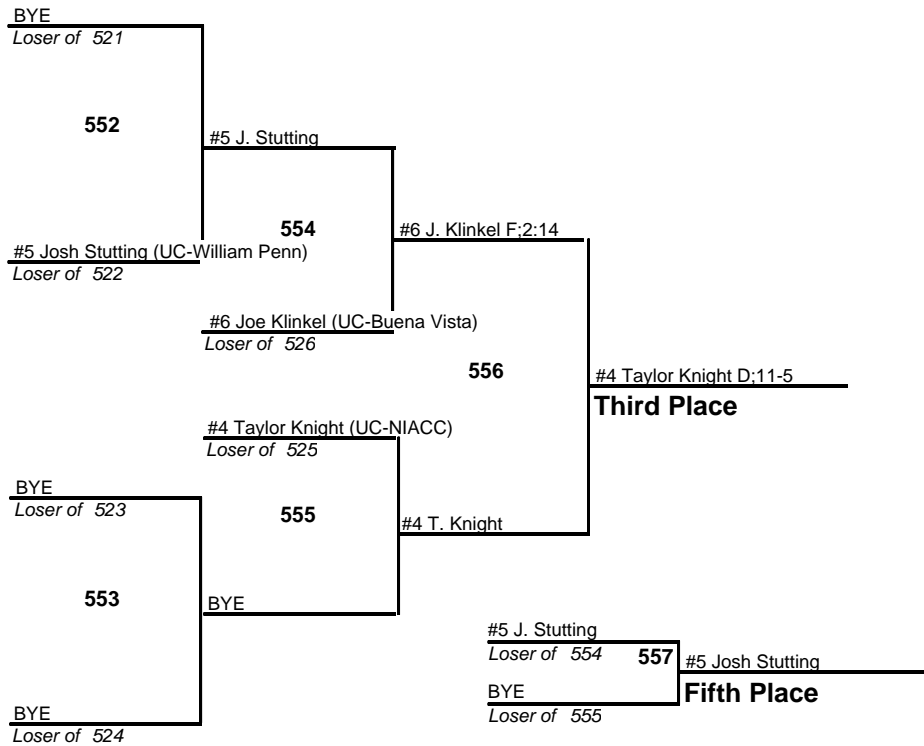 BYE
Loser of 521
552
#5 J. Stutting
554
#6 J. Klinkel F;2:14
#5 Josh Stutting (UC-William Penn)
Loser of 522
#6 Joe Klinkel (UC-Buena Vista)
Loser of 526
556
#4 Taylor Knight D;11-5
Third Place
#4 Taylor Knight (UC-NIACC)
Loser of 525
BYE
Loser of 523
555
#4 T. Knight
553
BYE
#5 J. Stutting
Loser of 554
557
#5 Josh Stutting
Fifth Place
BYE
Loser of 555
BYE
Loser of 524